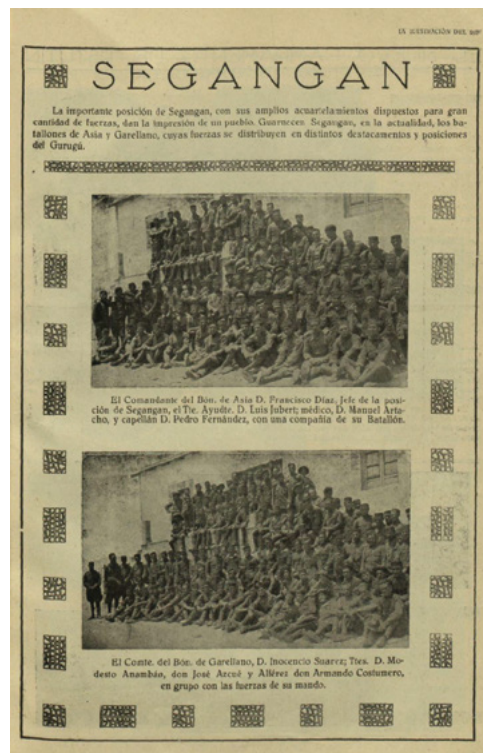 LA ILUSTRACIÓN DEL RIF
SEGANGAN
La importante posición de Segangan, con sus amplios acuartelamientos dispuestos para gran
cantidad de fuerzas, dan la impresión de un pueblo. Guarnecen Segangan, en la actualidad, los ba-
tallones de Asia y Garellano, cuyas fuerzas se distribuyen en distintos destacamentos y posiciones
del Gurugú.
El Comandante del Bón. de Asia D. Francisco Díaz, Jefe de la posi-
ción de Segangan, el Tte. Ayudte. D. Luis Jubert; médico, D. Manuel Arta-
cho, y capellán D. Pedro Fernández, con una compañía de su Batallón.
El Comte. del Bón. de Garellano, D. Inocencio Suarez; Ttes. D. Mo-
desto Anambán, don José Azcué y Alférez don Armando Costumero,
en grupo con las fuerzas de su mando.